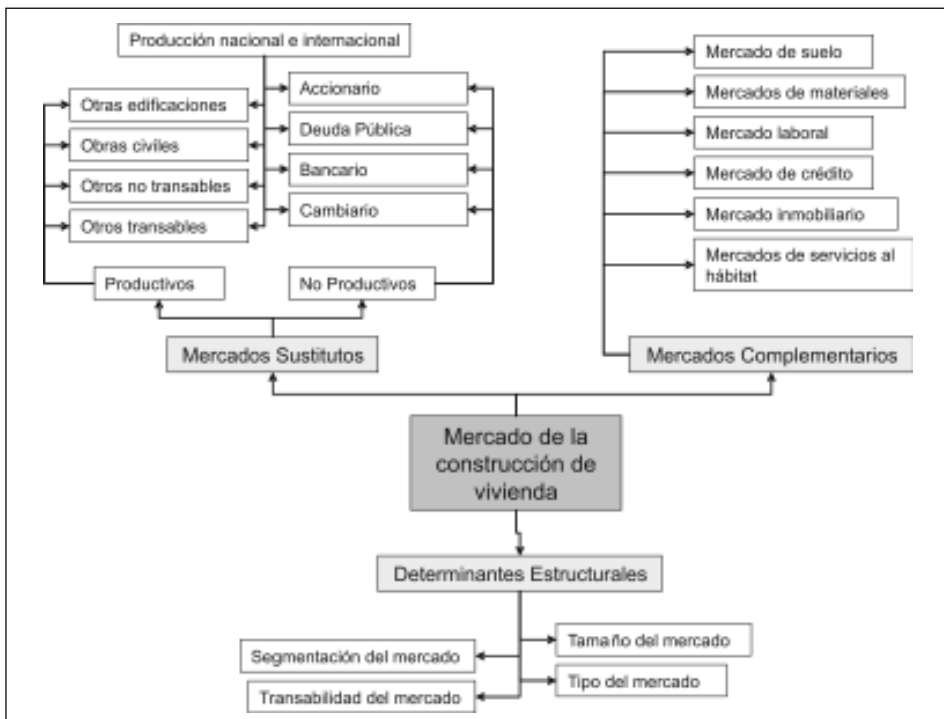 Producción nacional e internacional
Otras edificaciones
Obras civiles
Otros no transables
Otros transables
Accionario
Deuda Pública
Bancario
Cambiario
Productivos
No Productivos
Mercados Sustitutos
Mercado de suelo
Mercados de materiales
Mercado laboral
Mercado de crédito
Mercado inmobiliario
Mercados de servicios al
hábitat
Mercados Complementarios
Mercado de la
construcción de
vivienda
Determinantes Estructurales
Segmentación del mercado
Transabilidad del mercado
Tamaño del mercado
Tipo del mercado